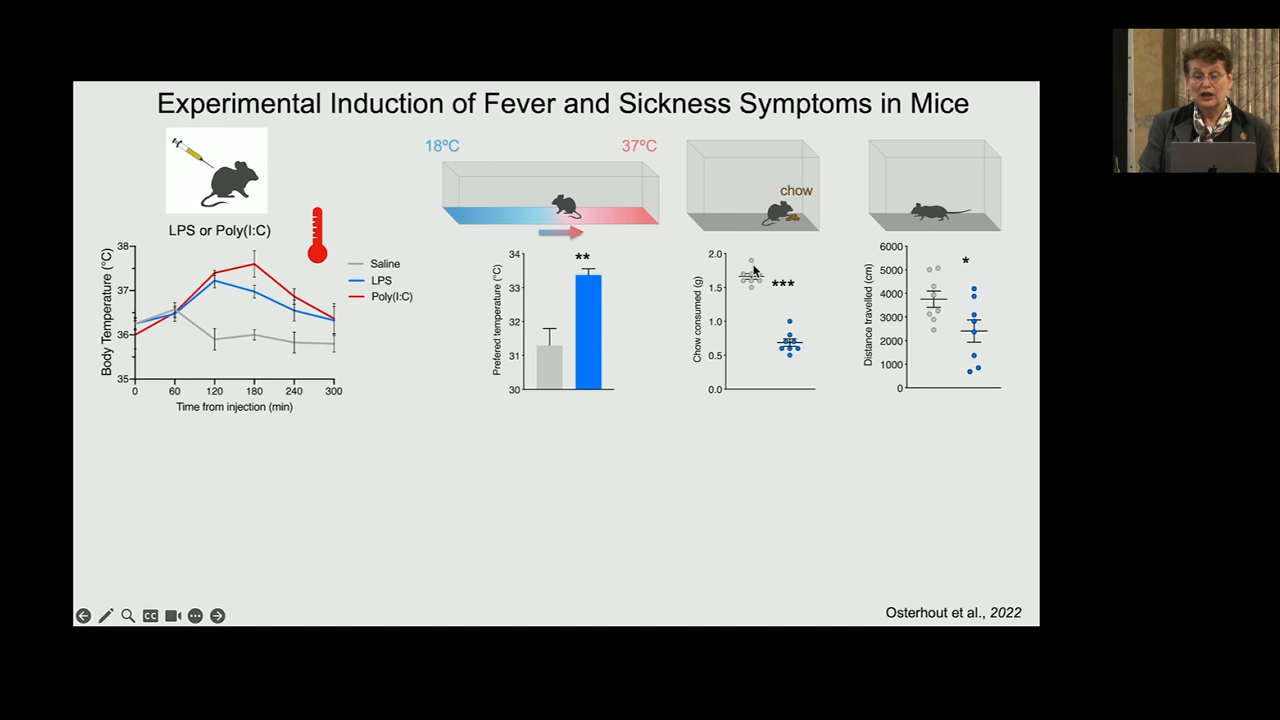 Experimental Induction of Fever and Sickness Symptoms in Mice
LPS or Poly(I:C)
18ºC
37ºC
chow
Saline
LPS
Poly(I:C)
Body Temperature (°C)
38
37
36
35
0
60
120
180
240
300
Time from injection (min)
Prefered temperature (°C)
34
33
32
31
30
**
Chow consumed (g)
2.0
1.5
1.0
0.5
0.0
***
Distance travelled (cm)
6000
5000
4000
3000
2000
1000
0
*
CC
Osterhout et al., 2022